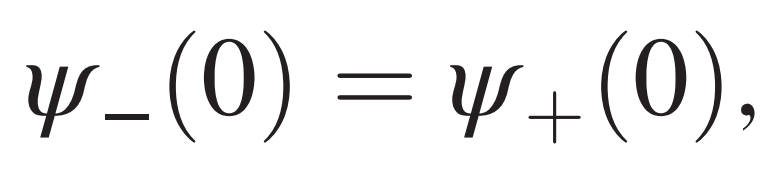 ψ₋(0) = ψ₊(0),